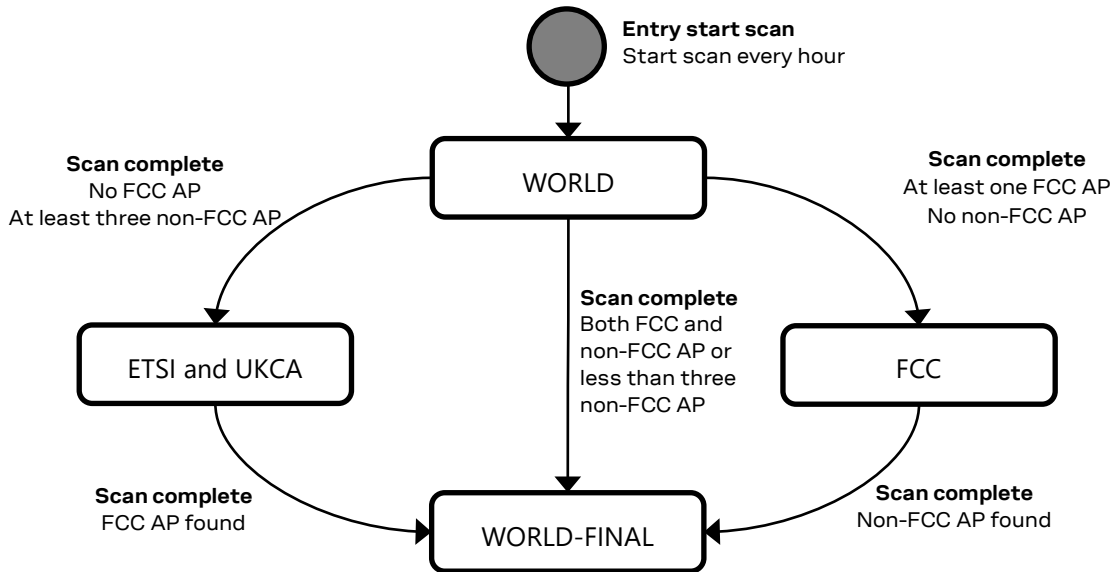 Entry start scan
Start scan every hour
WORLD
Scan complete
No FCC AP
At least three non-FCC AP
Scan complete
At least one FCC AP
No non-FCC AP
Scan complete
Both FCC and
non-FCC AP or
less than three
non-FCC AP
ETSI and UKCA
FCC
Scan complete
FCC AP found
Scan complete
Non-FCC AP found
WORLD-FINAL